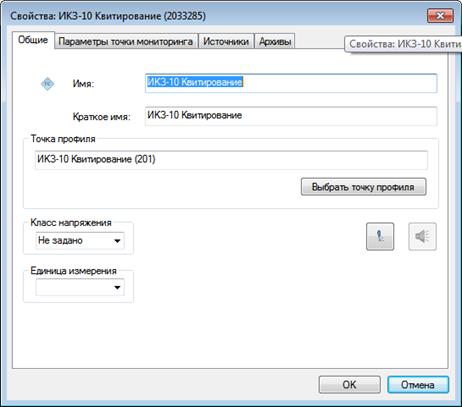 Свойства: ИКЗ-10 Квитирование (2033285)
Общие Параметры точки мониторинга Источники Архивы
Свойства: ИКЗ-10 Квити
Имя: ИКЗ-10 Квитирование
Краткое имя: ИКЗ-10 Квитирование
Точка профиля
ИКЗ-10 Квитирование (201)
Выбрать точку профиля
Класс напряжения
Не задано
Единица измерения
OK Отмена